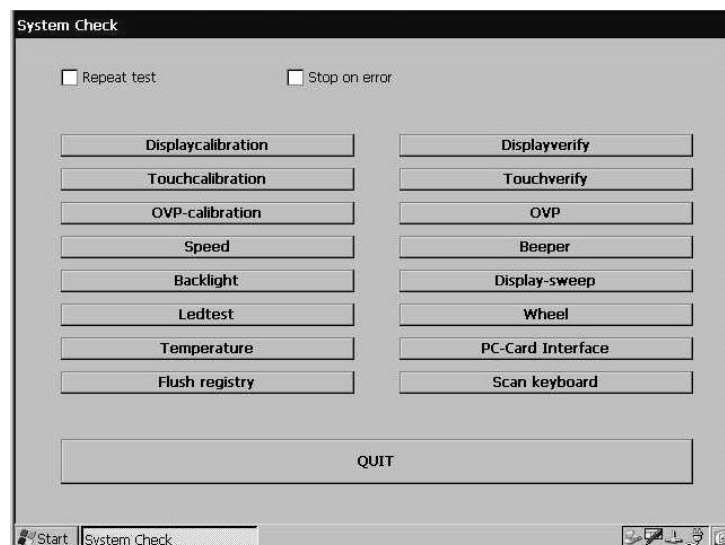 System Check
Repeat test Stop on error
Displaycalibration Displayverify
Touchcalibration Touchverify
OVP-calibration OVP
Speed Beeper
Backlight Display-sweep
Ledtest Wheel
Temperature PC-Card Interface
Flush registry Scan keyboard
QUIT
Start System Check